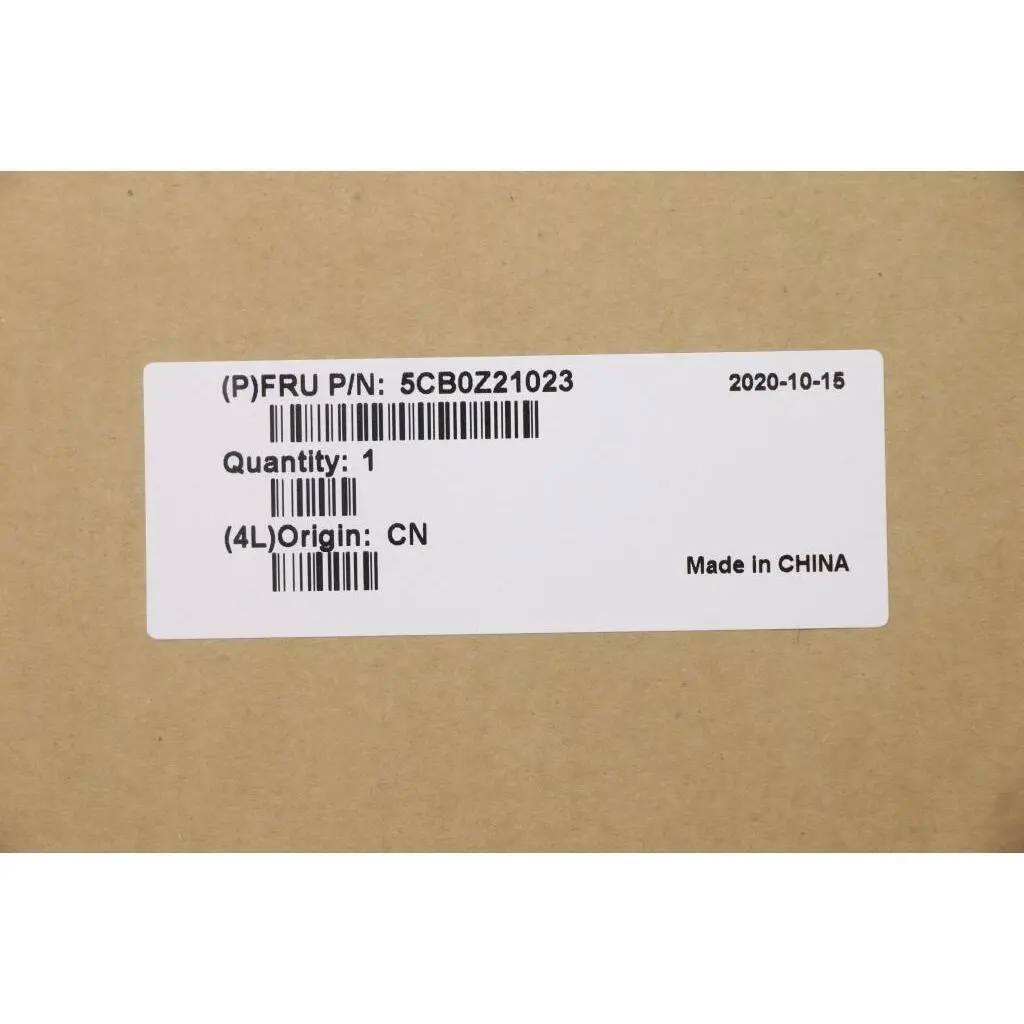 (P)FRU P/N: 5CB0Z21023 2020-10-15
Quantity: 1
(4L)Origin: CN
Made in CHINA